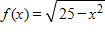 f(x) = √(25 − x²)